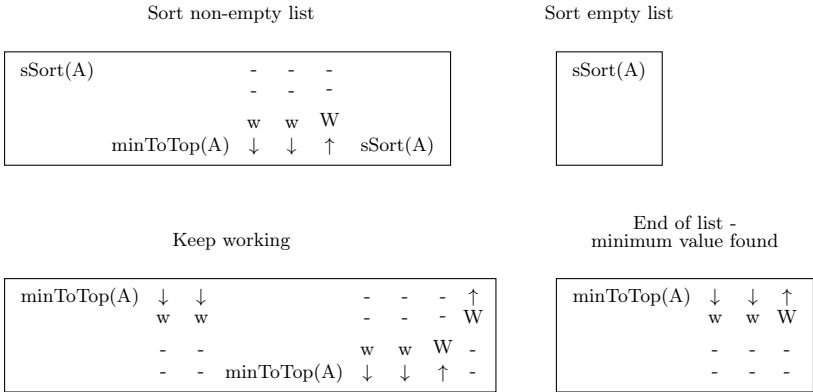 Sort non-empty list
Sort empty list
sSort(A) - - -
- - -
w w W
minToTop(A) ↓ ↓ ↑ sSort(A)
sSort(A)
Keep working
End of list -
minimum value found
minToTop(A) ↓ ↓ - - - ↑
w w - - - W
- - w w W -
- - minToTop(A) ↓ ↓ ↑ -
minToTop(A) ↓ ↓ ↑
w w W
- - -
- - -